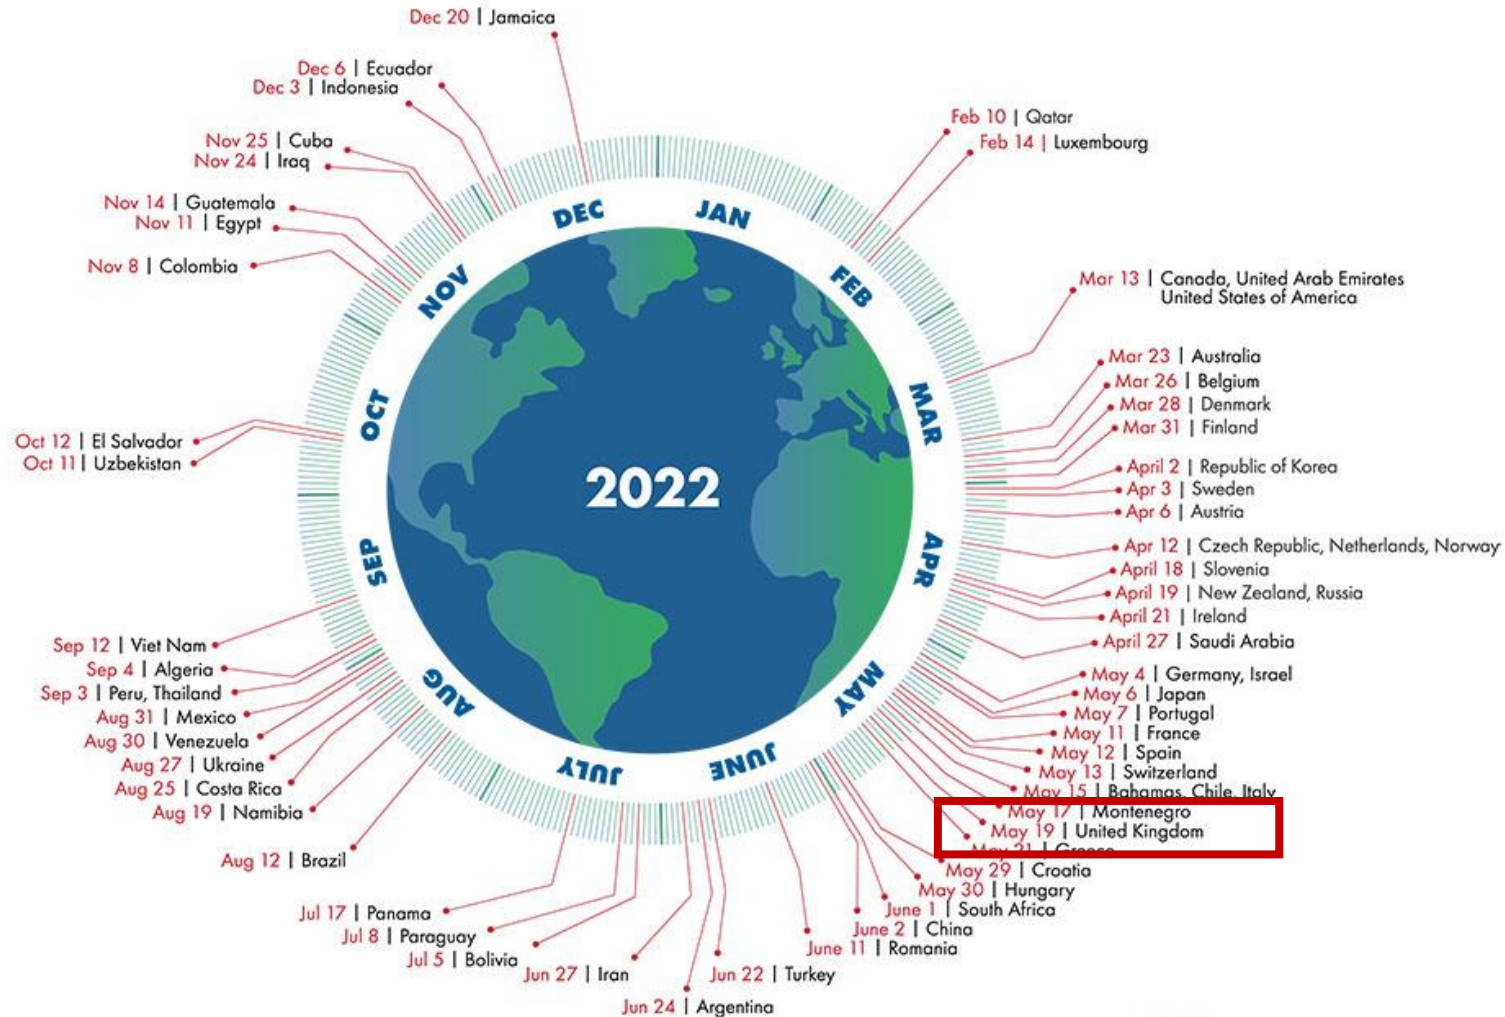 Dec 20 | Jamaica
Dec 6 | Ecuador
Dec 3 | Indonesia
Nov 25 | Cuba
Nov 24 | Iraq
Nov 14 | Guatemala
Nov 11 | Egypt
Nov 8 | Colombia
Oct 12 | El Salvador
Oct 11 | Uzbekistan
Sep 12 | Viet Nam
Sep 4 | Algeria
Sep 3 | Peru, Thailand
Aug 31 | Mexico
Aug 30 | Venezuela
Aug 27 | Ukraine
Aug 25 | Costa Rica
Aug 19 | Namibia
Aug 12 | Brazil
Jul 17 | Panama
Jul 8 | Paraguay
Jul 5 | Bolivia
Jun 27 | Iran
Jun 24 | Argentina
Jun 22 | Turkey
Feb 10 | Qatar
Feb 14 | Luxembourg
Mar 13 | Canada, United Arab Emirates
United States of America
Mar 23 | Australia
Mar 26 | Belgium
Mar 28 | Denmark
Mar 31 | Finland
April 2 | Republic of Korea
Apr 3 | Sweden
Apr 6 | Austria
Apr 12 | Czech Republic, Netherlands, Norway
April 18 | Slovenia
April 19 | New Zealand, Russia
April 21 | Ireland
April 27 | Saudi Arabia
May 4 | Germany, Israel
May 6 | Japan
May 7 | Portugal
May 11 | France
May 12 | Spain
May 13 | Switzerland
May 15 | Bahamas, Chile, Italy
May 17 | Montenegro
May 19 | United Kingdom
May 21 | Greece
May 29 | Croatia
May 30 | Hungary
June 1 | South Africa
June 2 | China
June 11 | Romania
JAN
FEB
MAR
APR
MAY
JUNE
JULY
AUG
SEP
OCT
NOV
DEC
2022